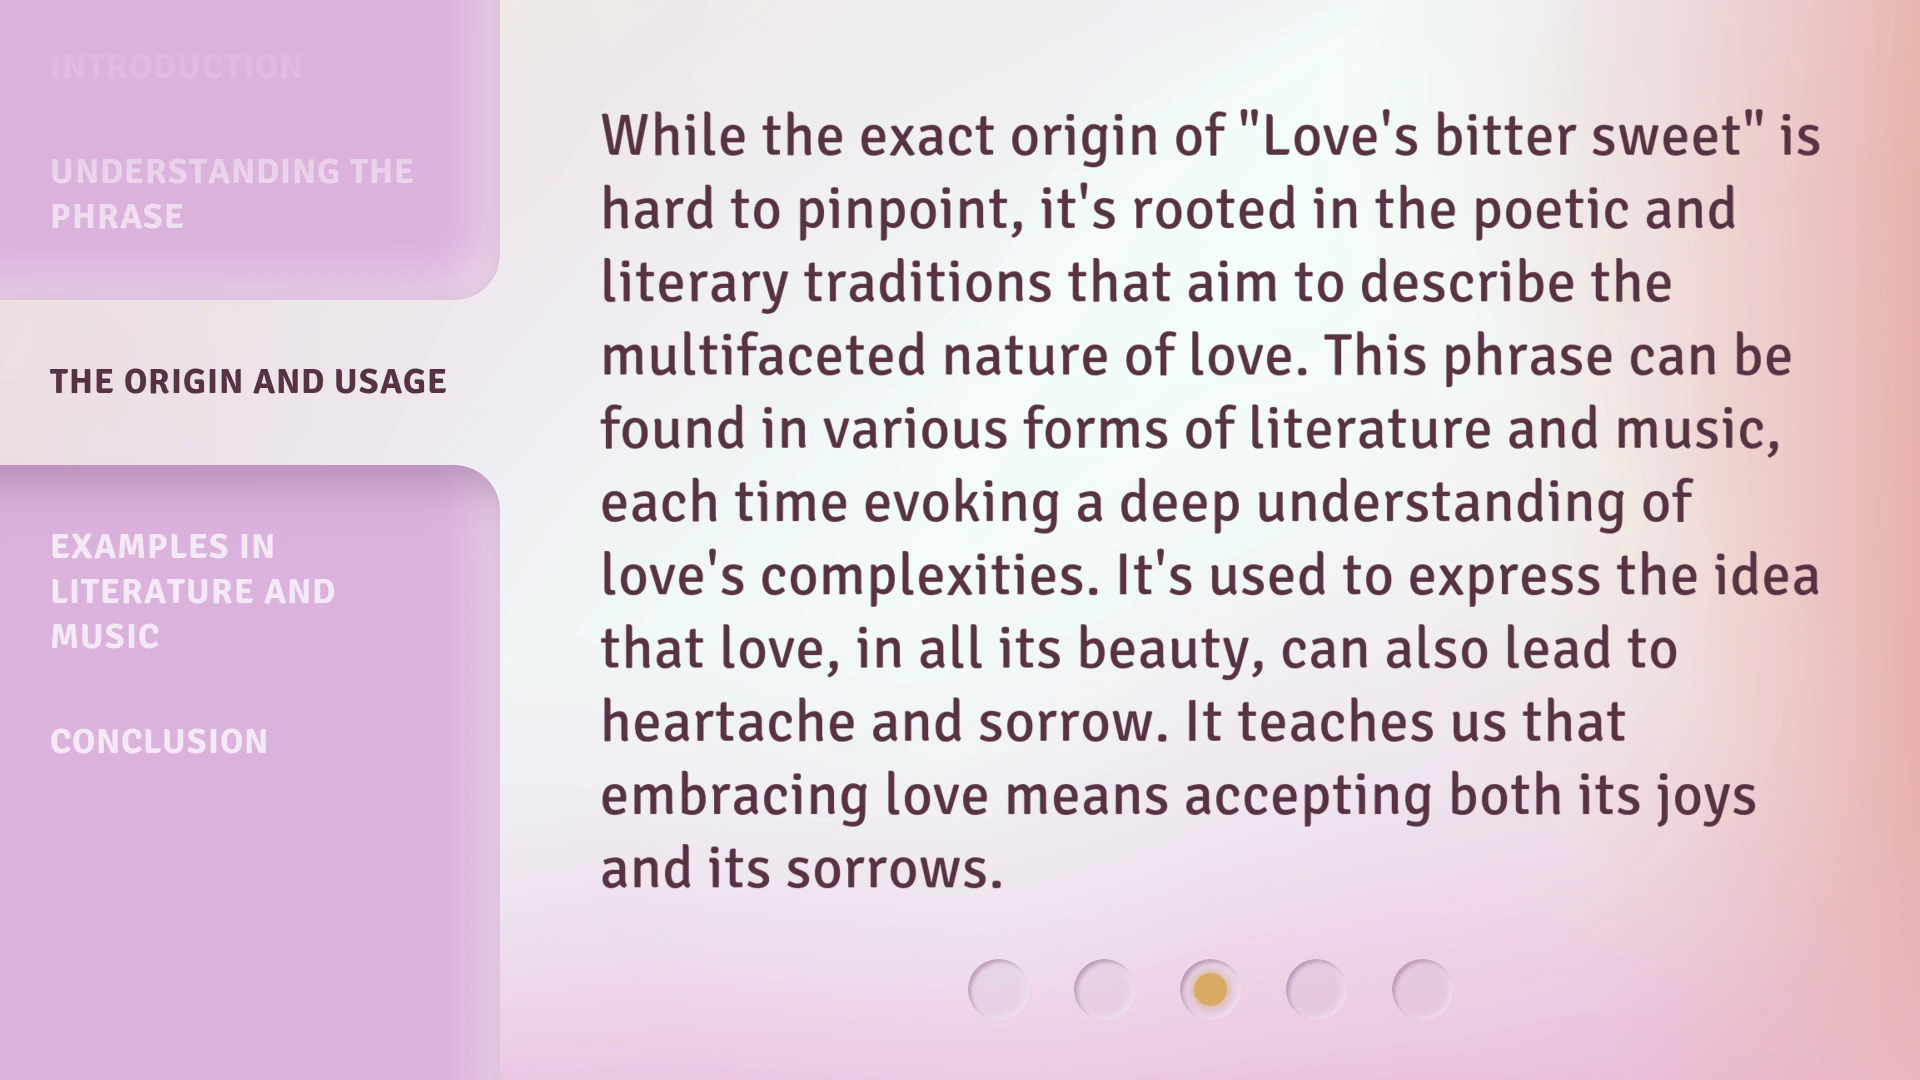 INTRODUCTION
UNDERSTANDING THE
PHRASE
THE ORIGIN AND USAGE
EXAMPLES IN
LITERATURE AND
MUSIC
CONCLUSION
While the exact origin of "Love's bitter sweet" is
hard to pinpoint, it's rooted in the poetic and
literary traditions that aim to describe the
multifaceted nature of love. This phrase can be
found in various forms of literature and music,
each time evoking a deep understanding of
love's complexities. It's used to express the idea
that love, in all its beauty, can also lead to
heartache and sorrow. It teaches us that
embracing love means accepting both its joys
and its sorrows.